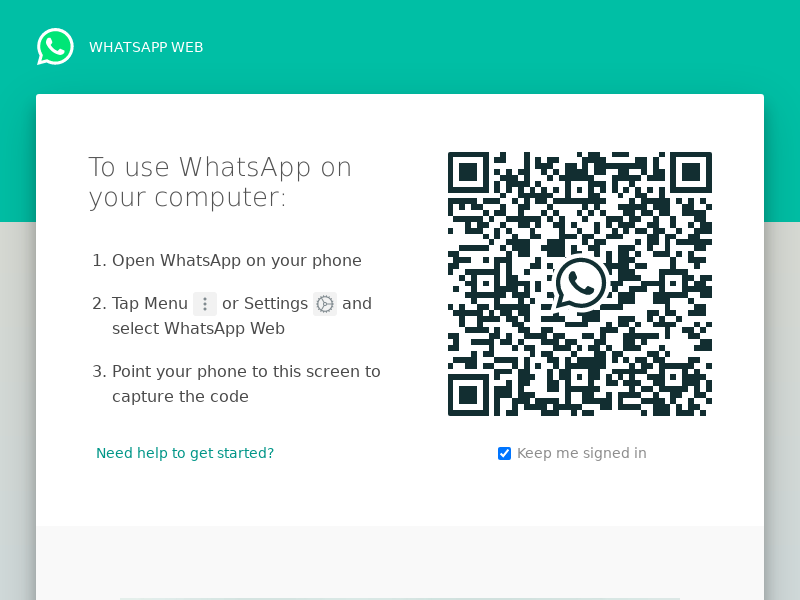 WHATSAPP WEB
To use WhatsApp on
your computer:
1. Open WhatsApp on your phone
2. Tap Menu or Settings and
select WhatsApp Web
3. Point your phone to this screen to
capture the code
Need help to get started?
Keep me signed in